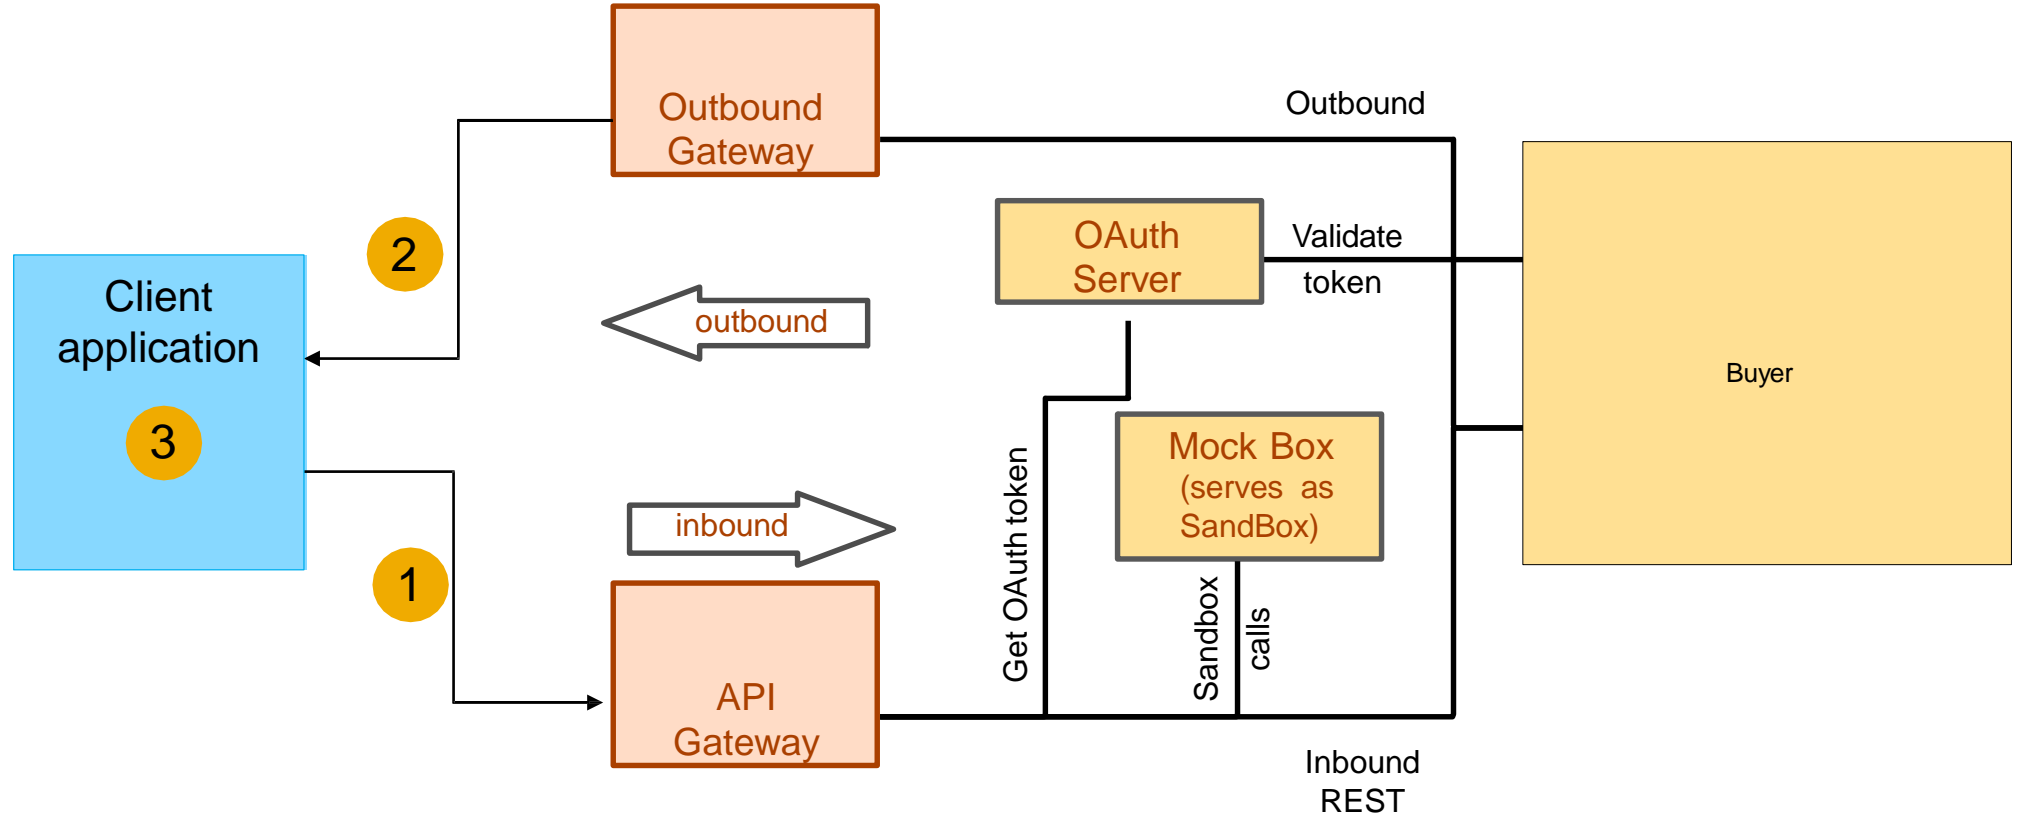 Outbound
Gateway
Outbound
2
OAuth
Server
Validate
token
Client
application
outbound
Buyer
3
Mock Box
(serves as
SandBox)
inbound
Get OAuth token
1
Sandbox
calls
API
Gateway
Inbound
REST